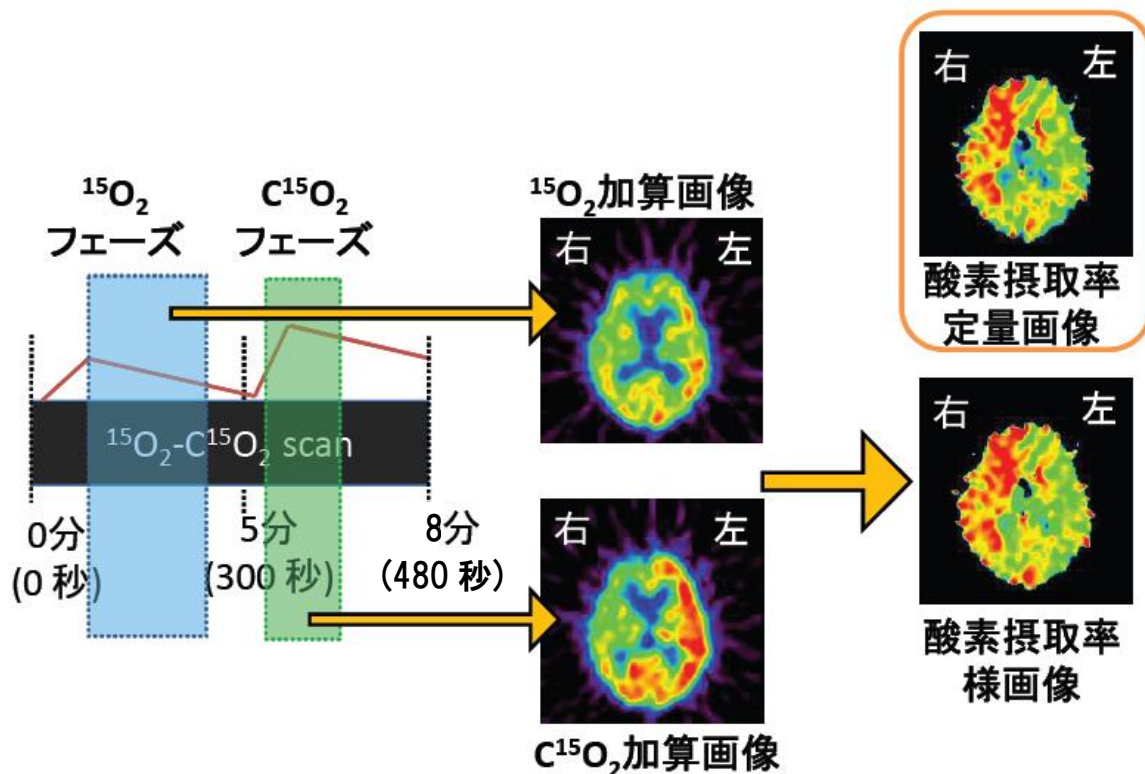 ¹⁵O₂
フェーズ
C¹⁵O₂
フェーズ
¹⁵O₂-C¹⁵O₂ scan
0分
(0 秒)
5分
(300 秒)
8分
(480 秒)
¹⁵O₂加算画像
右 左
右 左
C¹⁵O₂加算画像
右 左
酸素摂取率
定量画像
右 左
酸素摂取率
様画像